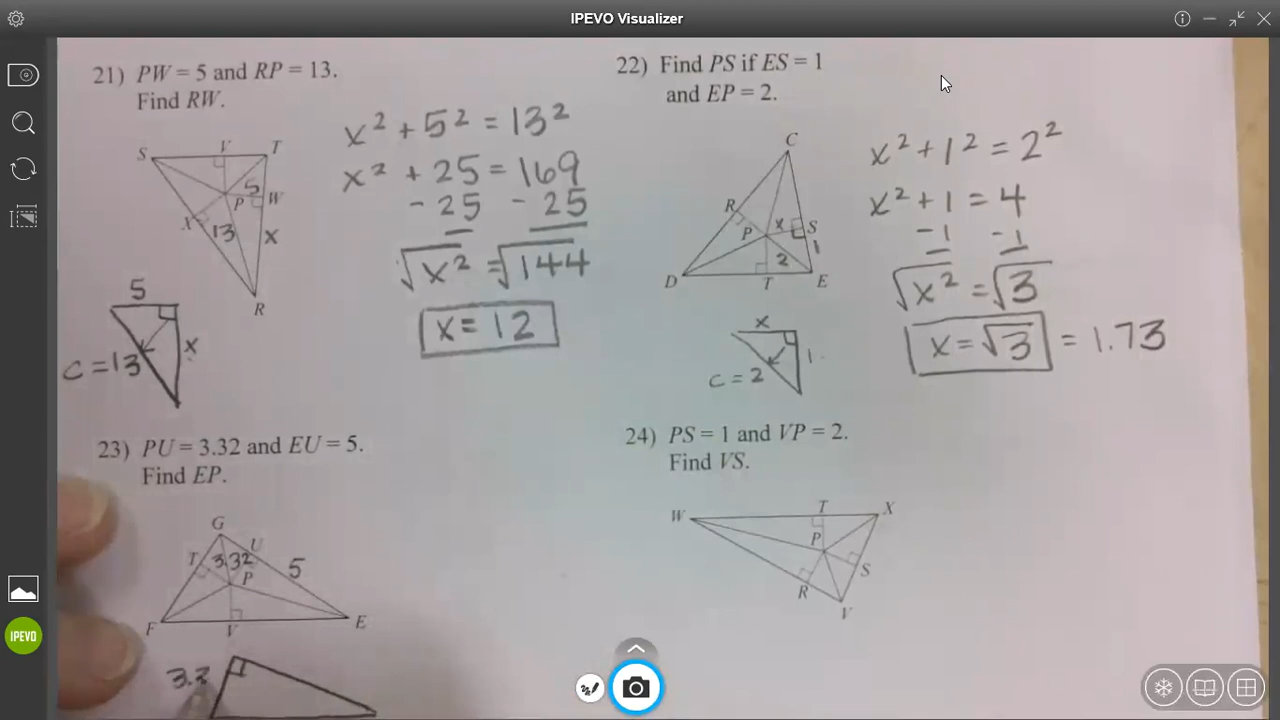 IPEVO Visualizer
21) PW = 5 and RP = 13.
Find RW.
S
V
T
5
P
W
X
13
x
R
5
C = 13
x
x² + 5² = 13²
x² + 25 = 169
- 25 - 25
√x² = √144
x = 12
22) Find PS if ES = 1
and EP = 2.
C
R
P
x
S
1
2
D
T
E
x
C = 2
1
x² + 1² = 2²
x² + 1 = 4
- 1 - 1
√x² = √3
x = √3 = 1.73
23) PU = 3.32 and EU = 5.
Find EP.
G
U
T
3.32
5
P
F
V
E
3.3
24) PS = 1 and VP = 2.
Find VS.
W
T
X
P
S
R
V
IPEVO